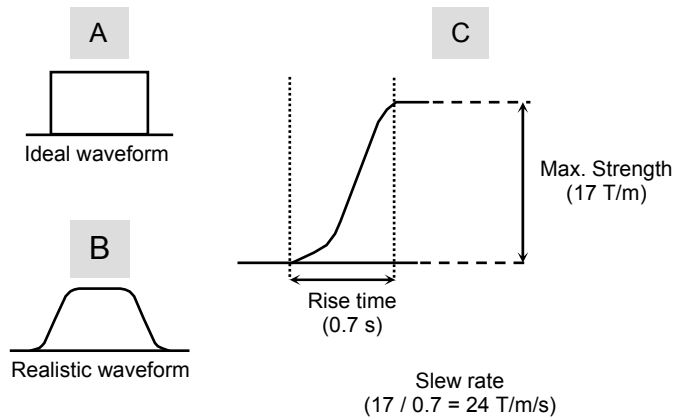 A
Ideal waveform
B
Realistic waveform
C
Max. Strength
(17 T/m)
Rise time
(0.7 s)
Slew rate
(17 / 0.7 = 24 T/m/s)